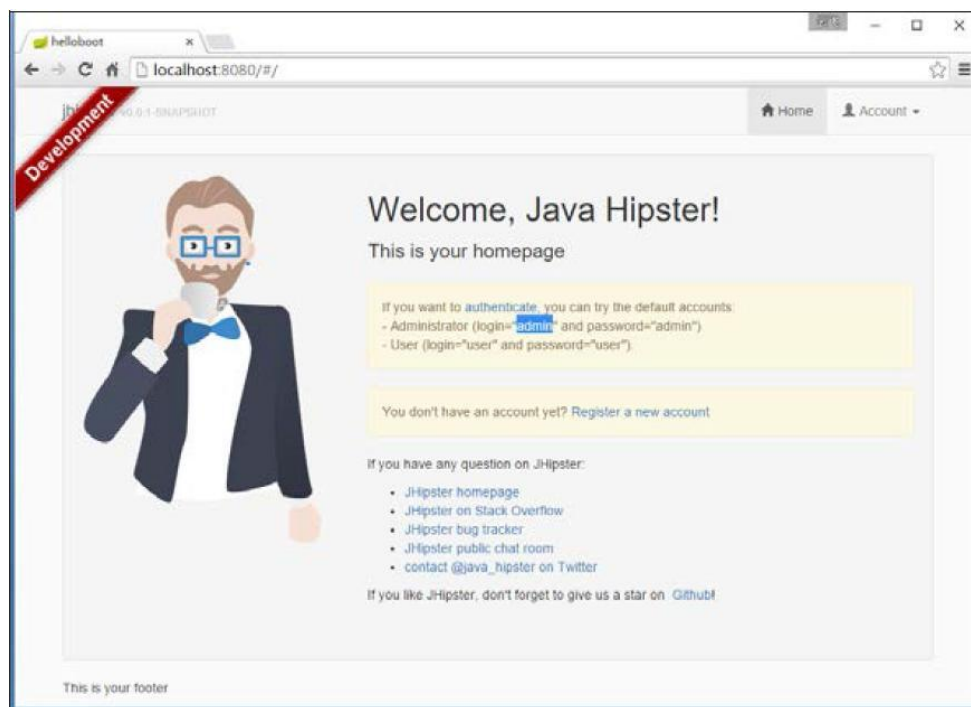 helloboot
localhost:8080/#/
Development
v0.0.1-SNAPSHOT
Home
Account
Welcome, Java Hipster!
This is your homepage
If you want to authenticate, you can try the default accounts:
- Administrator (login="admin" and password="admin")
- User (login="user" and password="user").
You don't have an account yet? Register a new account
If you have any question on JHipster:
• JHipster homepage
• JHipster on Stack Overflow
• JHipster bug tracker
• JHipster public chat room
• contact @java_hipster on Twitter
If you like JHipster, don't forget to give us a star on Github!
This is your footer